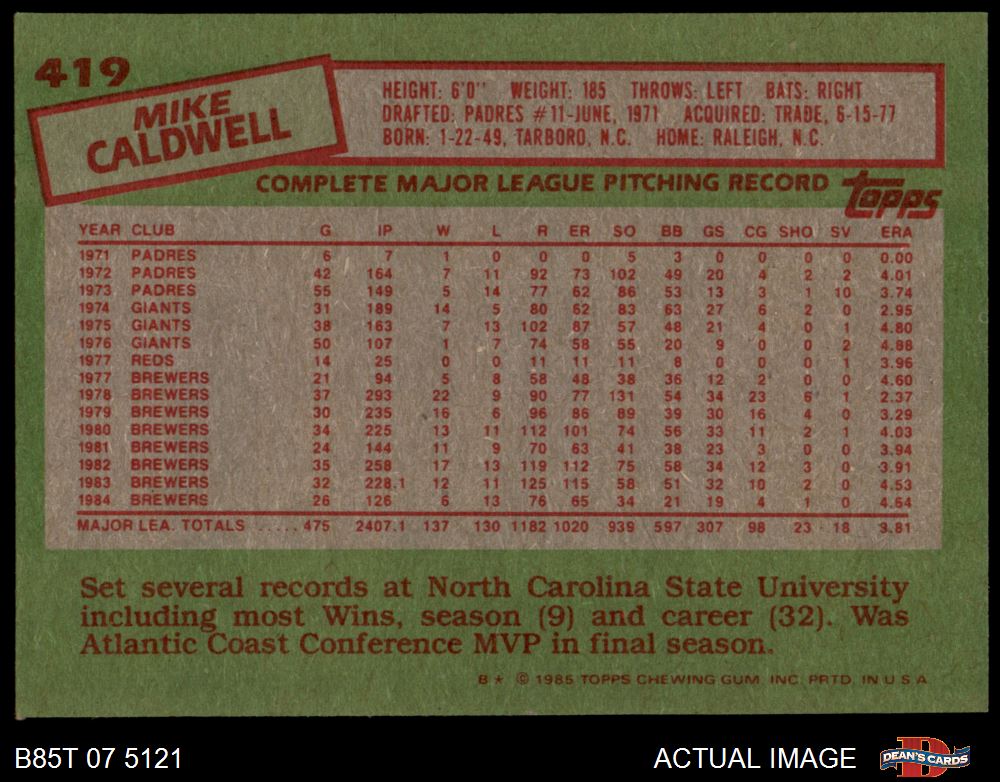 419
MIKE
CALDWELL
HEIGHT: 6'0" WEIGHT: 185 THROWS: LEFT BATS: RIGHT
DRAFTED: PADRES #11-JUNE, 1971 ACQUIRED: TRADE, 6-15-77
BORN: 1-22-49, TARBORO, N.C. HOME: RALEIGH, N.C.
COMPLETE MAJOR LEAGUE PITCHING RECORD topps
YEAR CLUB G IP W L R ER SO BB GS CG SHO SV ERA
1971 PADRES 6 7 1 0 0 0 5 3 0 0 0 0 0.00
1972 PADRES 42 164 7 11 92 73 102 49 20 4 2 2 4.01
1973 PADRES 55 149 5 14 77 62 86 53 13 3 1 10 3.74
1974 GIANTS 31 189 14 5 80 62 83 63 27 6 2 0 2.95
1975 GIANTS 38 163 7 13 102 87 57 48 21 4 0 1 4.80
1976 GIANTS 50 107 1 7 74 58 55 20 9 0 0 2 4.88
1977 REDS 14 25 0 0 11 11 11 8 0 0 0 1 3.96
1977 BREWERS 21 94 5 8 58 48 38 36 12 2 0 0 4.60
1978 BREWERS 37 293 22 9 90 77 131 54 34 23 6 1 2.37
1979 BREWERS 30 235 16 6 96 86 89 39 30 16 4 0 3.29
1980 BREWERS 34 225 13 11 112 101 74 56 33 11 2 1 4.03
1981 BREWERS 24 144 11 9 70 63 41 38 23 3 0 0 3.94
1982 BREWERS 35 258 17 13 119 112 75 58 34 12 3 0 3.91
1983 BREWERS 32 228.1 12 11 125 115 58 51 32 10 2 0 4.53
1984 BREWERS 26 126 6 13 76 65 34 21 19 4 1 0 4.64
MAJOR LEA. TOTALS ..... 475 2407.1 137 130 1182 1020 939 597 307 98 23 18 3.81
Set several records at North Carolina State University
including most Wins, season (9) and career (32). Was
Atlantic Coast Conference MVP in final season.
B * © 1985 TOPPS CHEWING GUM, INC. PRTD. IN U S A
B85T 07 5121 ACTUAL IMAGE DEAN'S CARDS